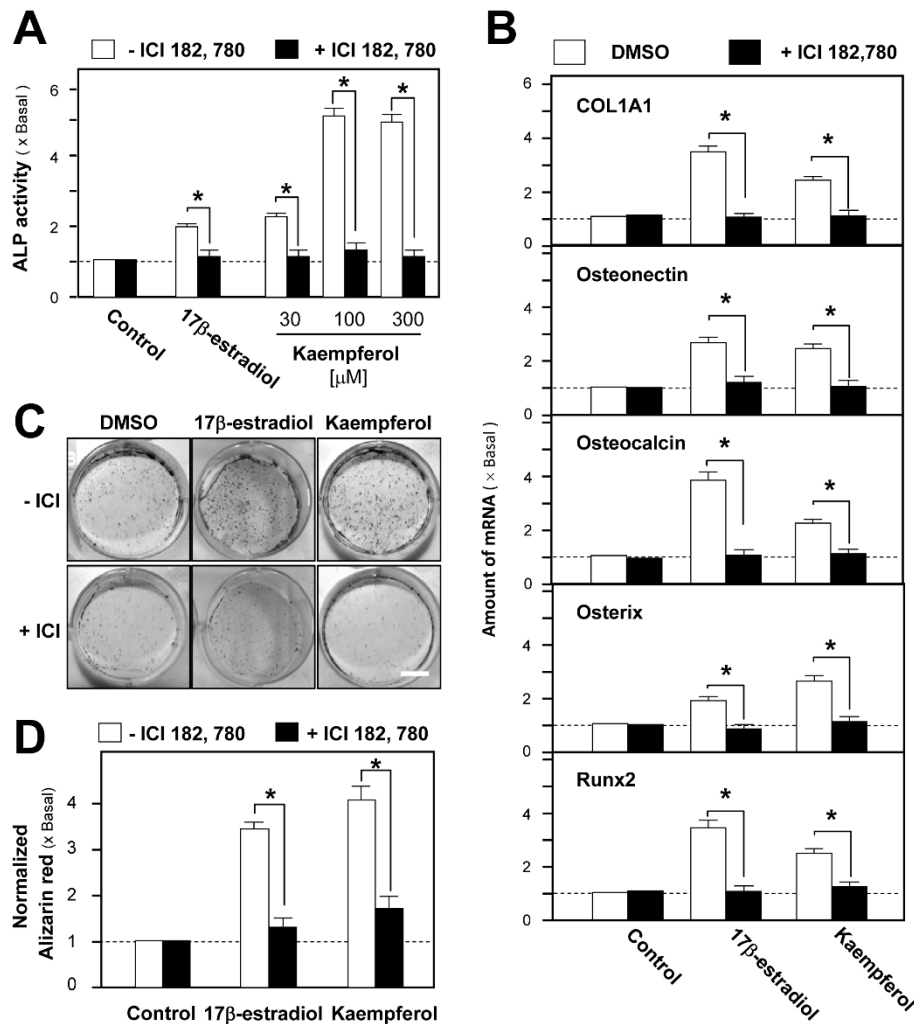 A
- ICI 182, 780
+ ICI 182, 780
ALP activity ( x Basal )
6
4
2
0
*
*
*
*
Control
17β-estradiol
30
100
300
Kaempferol
[μM]
B
DMSO
+ ICI 182,780
Amount of mRNA ( × Basal )
COL1A1
6
4
2
0
*
*
Osteonectin
4
2
0
*
*
Osteocalcin
4
2
0
*
*
Osterix
4
2
0
*
*
Runx2
4
2
0
*
*
Control
17β-estradiol
Kaempferol
C
DMSO 17β-estradiol Kaempferol
- ICI
+ ICI
D
- ICI 182, 780
+ ICI 182, 780
Normalized
Alizarin red (x Basal)
4
3
2
1
0
*
*
Control 17β-estradiol Kaempferol